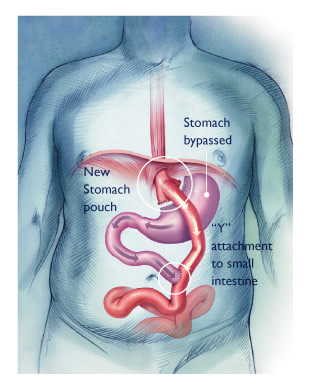 Stomach
bypassed
New
Stomach
pouch
“Y”
attachment
to small
intestine